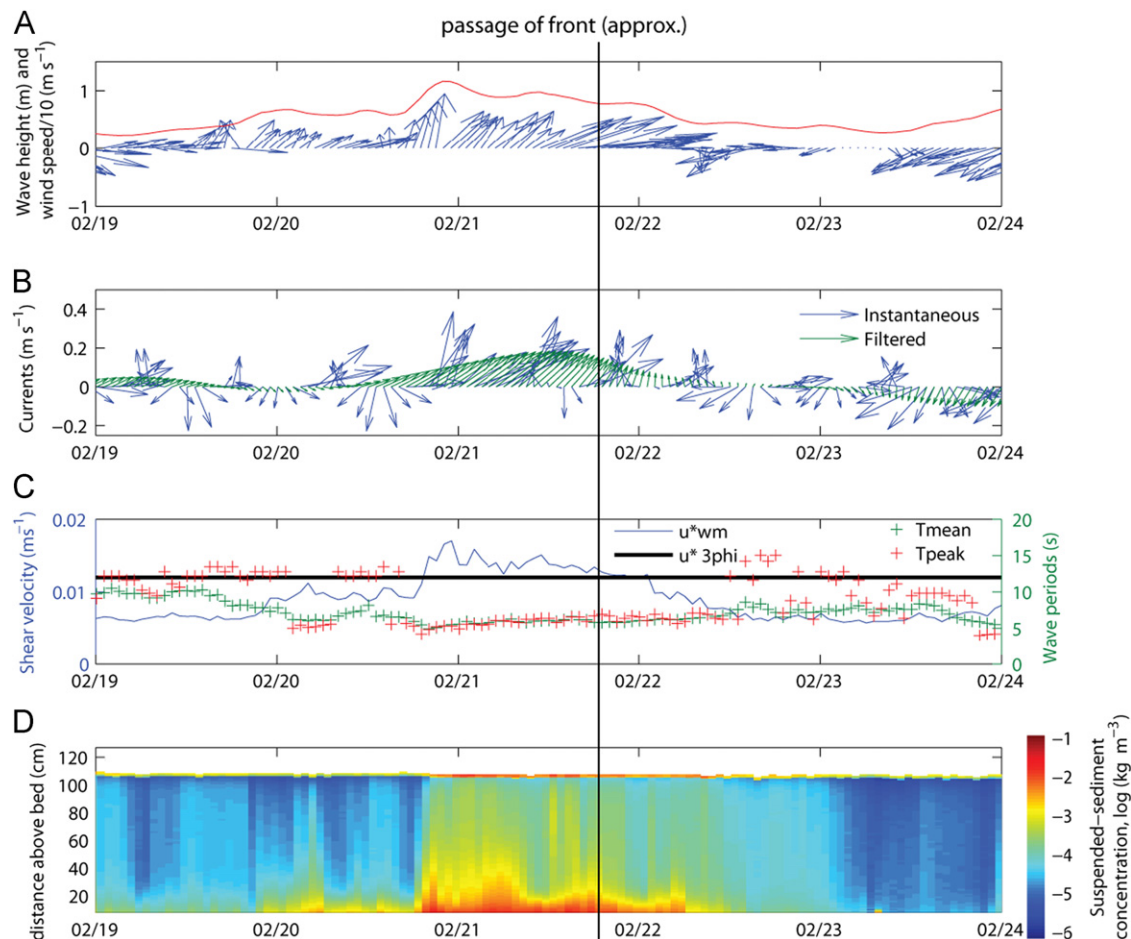 A
passage of front (approx.)
Wave height (m) and
wind speed/10 (m s⁻¹)
1
0
−1
02/19 02/20 02/21 02/22 02/23 02/24
B
Currents (m s⁻¹)
0.4
0.2
0
−0.2
Instantaneous
Filtered
02/19 02/20 02/21 02/22 02/23 02/24
C
Shear velocity (ms⁻¹)
0.02
0.01
0
u*wm
u* 3phi
Tmean
Tpeak
20
15
10
5
0
Wave periods (s)
02/19 02/20 02/21 02/22 02/23 02/24
D
distance above bed (cm)
120
100
80
60
40
20
02/19 02/20 02/21 02/22 02/23 02/24
−1
−2
−3
−4
−5
−6
Suspended−sediment
concentration, log (kg m⁻³)